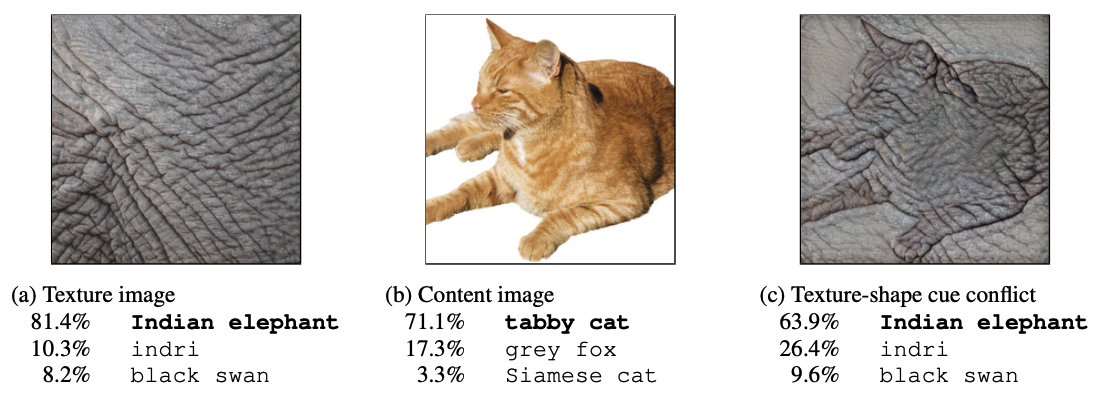 (a) Texture image
81.4% Indian elephant
10.3% indri
8.2% black swan
(b) Content image
71.1% tabby cat
17.3% grey fox
3.3% Siamese cat
(c) Texture-shape cue conflict
63.9% Indian elephant
26.4% indri
9.6% black swan